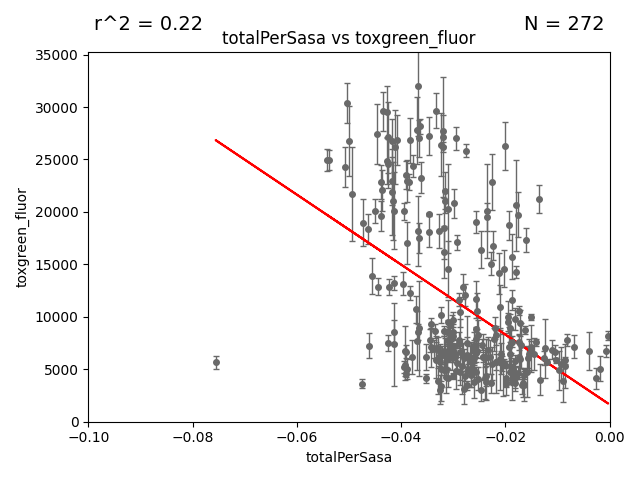 r^2 = 0.22
N = 272
totalPerSasa vs toxgreen_fluor
35000
30000
25000
20000
15000
10000
5000
0
toxgreen_fluor
−0.10
−0.08
−0.06
−0.04
−0.02
0.00
totalPerSasa